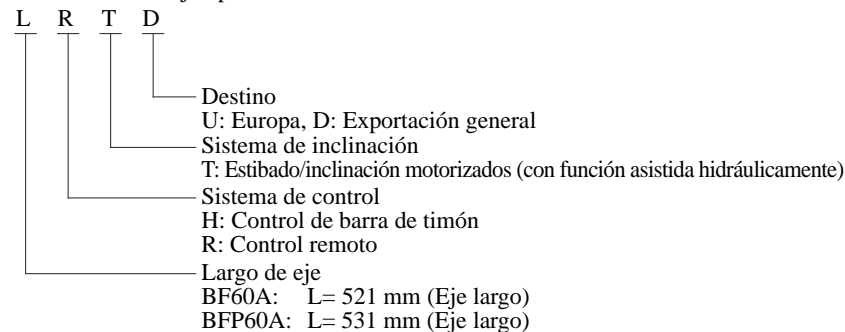 L R T D
Destino
U: Europa, D: Exportación general
Sistema de inclinación
T: Estibado/inclinación motorizados (con función asistida hidráulicamente)
Sistema de control
H: Control de barra de timón
R: Control remoto
Largo de eje
BF60A: L= 521 mm (Eje largo)
BFP60A: L= 531 mm (Eje largo)